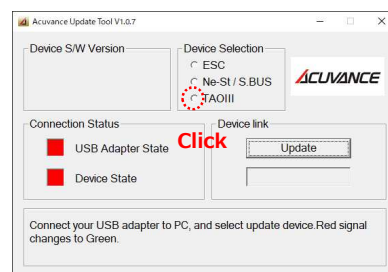 Acuvance Update Tool V1.0.7
Device S/W Version
Device Selection
ESC
Ne-St / S.BUS
TAOIII
ACUVANCE
Connection Status
USB Adapter State
Device State
Click
Device link
Update
Connect your USB adapter to PC, and select update device.Red signal
changes to Green.